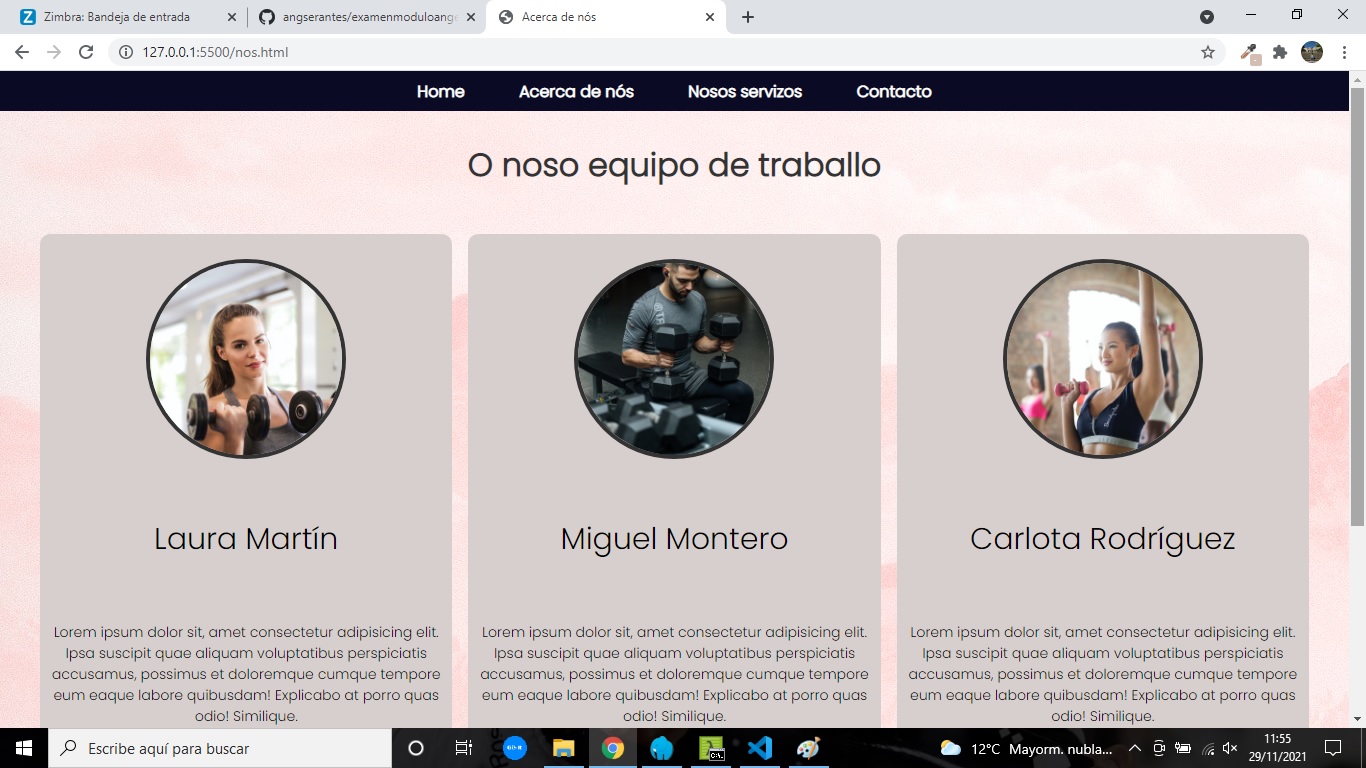 Zimbra: Bandeja de entrada
angserantes/examenmoduloange
Acerca de nós
127.0.0.1:5500/nos.html
Home Acerca de nós Nosos servizos Contacto
O noso equipo de traballo
Laura Martín
Miguel Montero
Carlota Rodríguez
Lorem ipsum dolor sit, amet consectetur adipisicing elit.
Ipsa suscipit quae aliquam voluptatibus perspiciatis
accusamus, possimus et doloremque cumque tempore
eum eaque labore quibusdam! Explicabo at porro quas
odio! Similique.
Lorem ipsum dolor sit, amet consectetur adipisicing elit.
Ipsa suscipit quae aliquam voluptatibus perspiciatis
accusamus, possimus et doloremque cumque tempore
eum eaque labore quibusdam! Explicabo at porro quas
odio! Similique.
Lorem ipsum dolor sit, amet consectetur adipisicing elit.
Ipsa suscipit quae aliquam voluptatibus perspiciatis
accusamus, possimus et doloremque cumque tempore
eum eaque labore quibusdam! Explicabo at porro quas
odio! Similique.
Escribe aquí para buscar
12°C Mayorm. nubla...
11:55
29/11/2021